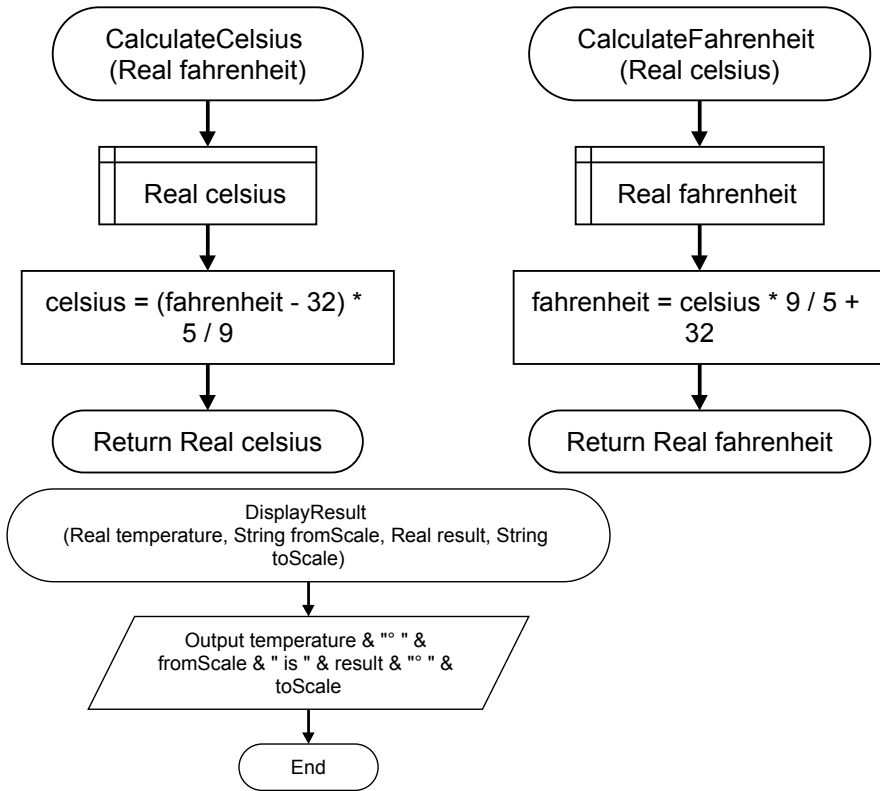 CalculateCelsius
(Real fahrenheit)
Real celsius
celsius = (fahrenheit - 32) *
5 / 9
Return Real celsius
CalculateFahrenheit
(Real celsius)
Real fahrenheit
fahrenheit = celsius * 9 / 5 +
32
Return Real fahrenheit
DisplayResult
(Real temperature, String fromScale, Real result, String
toScale)
Output temperature & "° " &
fromScale & " is " & result & "° " &
toScale
End